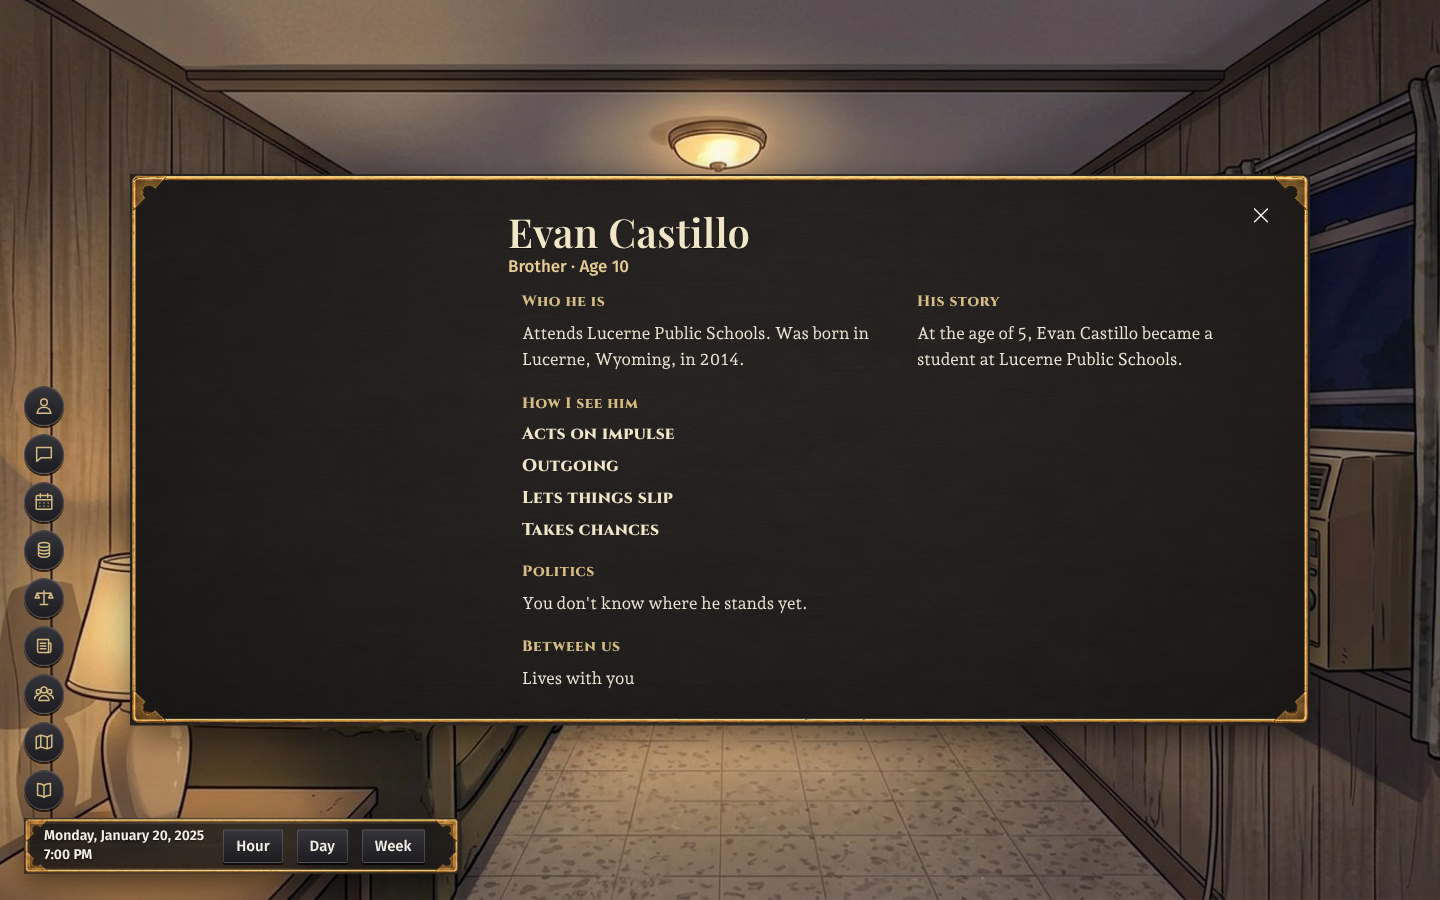 Evan Castillo
Brother · Age 10
Who he is
Attends Lucerne Public Schools. Was born in
Lucerne, Wyoming, in 2014.
How I see him
Acts on impulse
Outgoing
Lets things slip
Takes chances
Politics
You don't know where he stands yet.
Between us
Lives with you
His story
At the age of 5, Evan Castillo became a
student at Lucerne Public Schools.
Monday, January 20, 2025
7:00 PM
Hour
Day
Week